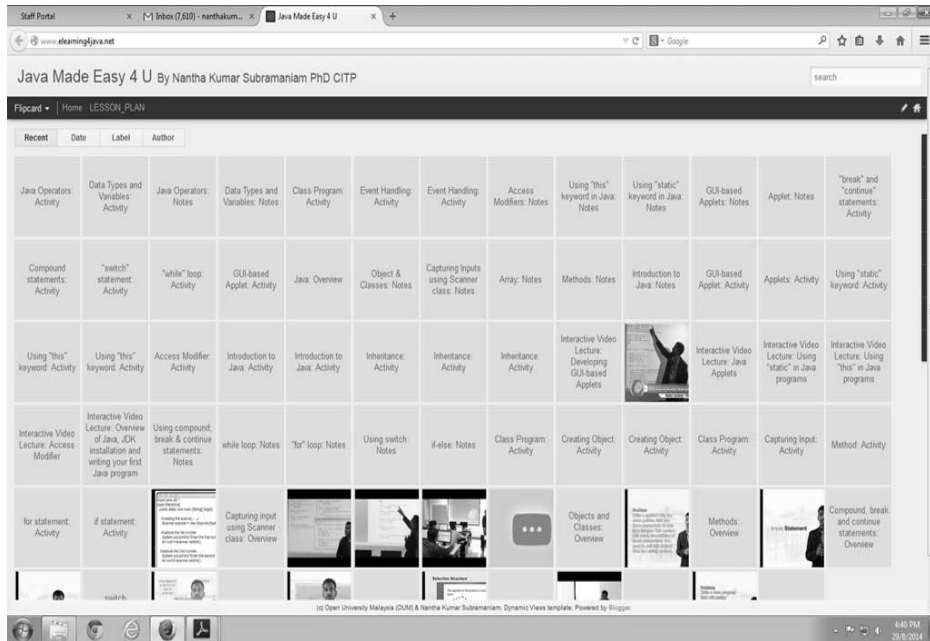 Staff Portal
Inbox (7,610) - nanthakum...
Java Made Easy 4 U
www.elearning4java.net
Google
Java Made Easy 4 U By Nantha Kumar Subramaniam PhD CITP
search
Flipcard
Home
LESSON_PLAN
Recent
Date
Label
Author
Java Operators:
Activity
Data Types and
Variables:
Activity
Java Operators:
Notes
Data Types and
Variables: Notes
Class Program:
Activity
Event Handling:
Activity
Event Handling:
Activity
Access
Modifiers: Notes
Using "this"
keyword in Java:
Notes
Using "static"
keyword in Java:
Notes
GUI-based
Applets: Notes
Applet: Notes
"break" and
"continue"
statements:
Activity
Compound
statements:
Activity
"switch"
statement:
Activity
"while" loop:
Activity
GUI-based
Applet: Activity
Java: Overview
Object &
Classes: Notes
Capturing Inputs
using Scanner
class: Notes
Array: Notes
Methods: Notes
Introduction to
Java: Notes
GUI-based
Applet: Activity
Applets: Activity
Using "static"
keyword: Activity
Using "this"
keyword: Activity
Using "this"
keyword: Activity
Access Modifier:
Activity
Introduction to
Java: Activity
Introduction to
Java: Activity
Inheritance:
Activity
Inheritance:
Activity
Inheritance:
Activity
Interactive Video
Lecture:
Developing
GUI-based
Applets
Interactive Video
Lecture: Java
Applets
Interactive Video
Lecture: Using
"static" in Java
programs
Interactive Video
Lecture: Using
"this" in Java
programs
Interactive Video
Lecture: Access
Modifier
Interactive Video
Lecture: Overview
of Java, JDK
installation and
writing your first
Java program
Using compound,
break & continue
statements:
Notes
while loop: Notes
"for" loop: Notes
Using switch:
Notes
if-else: Notes
Class Program:
Activity
Creating Object:
Activity
Creating Object:
Activity
Class Program:
Activity
Capturing Input:
Activity
Method: Activity
for statement:
Activity
if statement:
Activity
Capturing input
using Scanner
class: Overview
Objects and
Classes:
Overview
Methods:
Overview
break Statement
Compound, break
and continue
statements:
Overview
switch
Selection Structure
Problem
(c) Open University Malaysia (OUM) & Nantha Kumar Subramaniam. Dynamic Views template. Powered by Blogger.
4:40 PM
29/8/2014